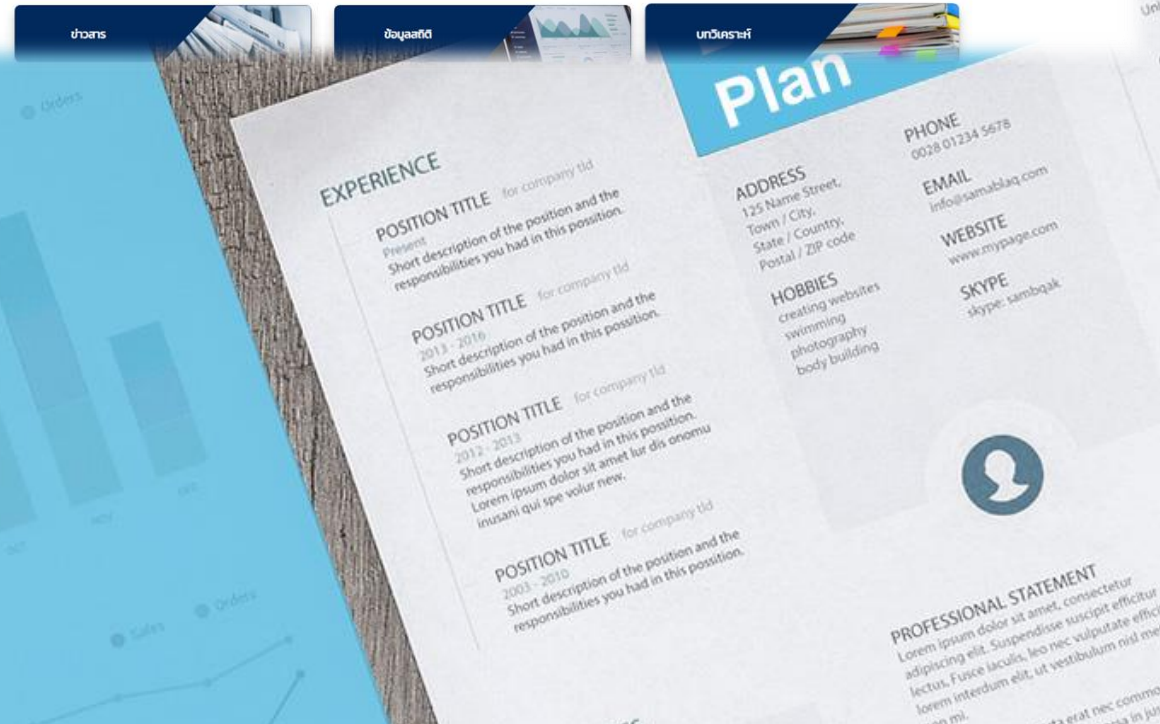 ข่าวสาร
ข้อมูลสถิติ
บทวิเคราะห์
Orders
Plan
EXPERIENCE
POSITION TITLE for company tld
Present
Short description of the position and the
responsibilities you had in this possition.
POSITION TITLE for company tld
2013 - 2016
Short description of the position and the
responsibilities you had in this possition.
POSITION TITLE for company tld
2012 - 2013
Short description of the position and the
responsibilities you had in this possition.
Lorem ipsum dolor sit amet lur dis onomu
inusani qui spe volur new.
POSITION TITLE for company tld
2003 - 2010
Short description of the position and the
responsibilities you had in this possition.
ADDRESS
125 Name Street,
Town / City,
State / Country,
Postal / ZIP code
HOBBIES
creating websites
swimming
photography
body building
PHONE
0028 01234 5678
EMAIL
info@samablaq.com
WEBSITE
www.mypage.com
SKYPE
skype: sambqak
PROFESSIONAL STATEMENT
Lorem ipsum dolor sit amet, consectetur
adipiscing elit. Suspendisse suscipit efficitur
lectus. Fusce iaculis, leo nec vulputate
lorem interdum elit, ut vestibulum nisl
erat nec
OCT
NOV
DEC
Sales
Orders